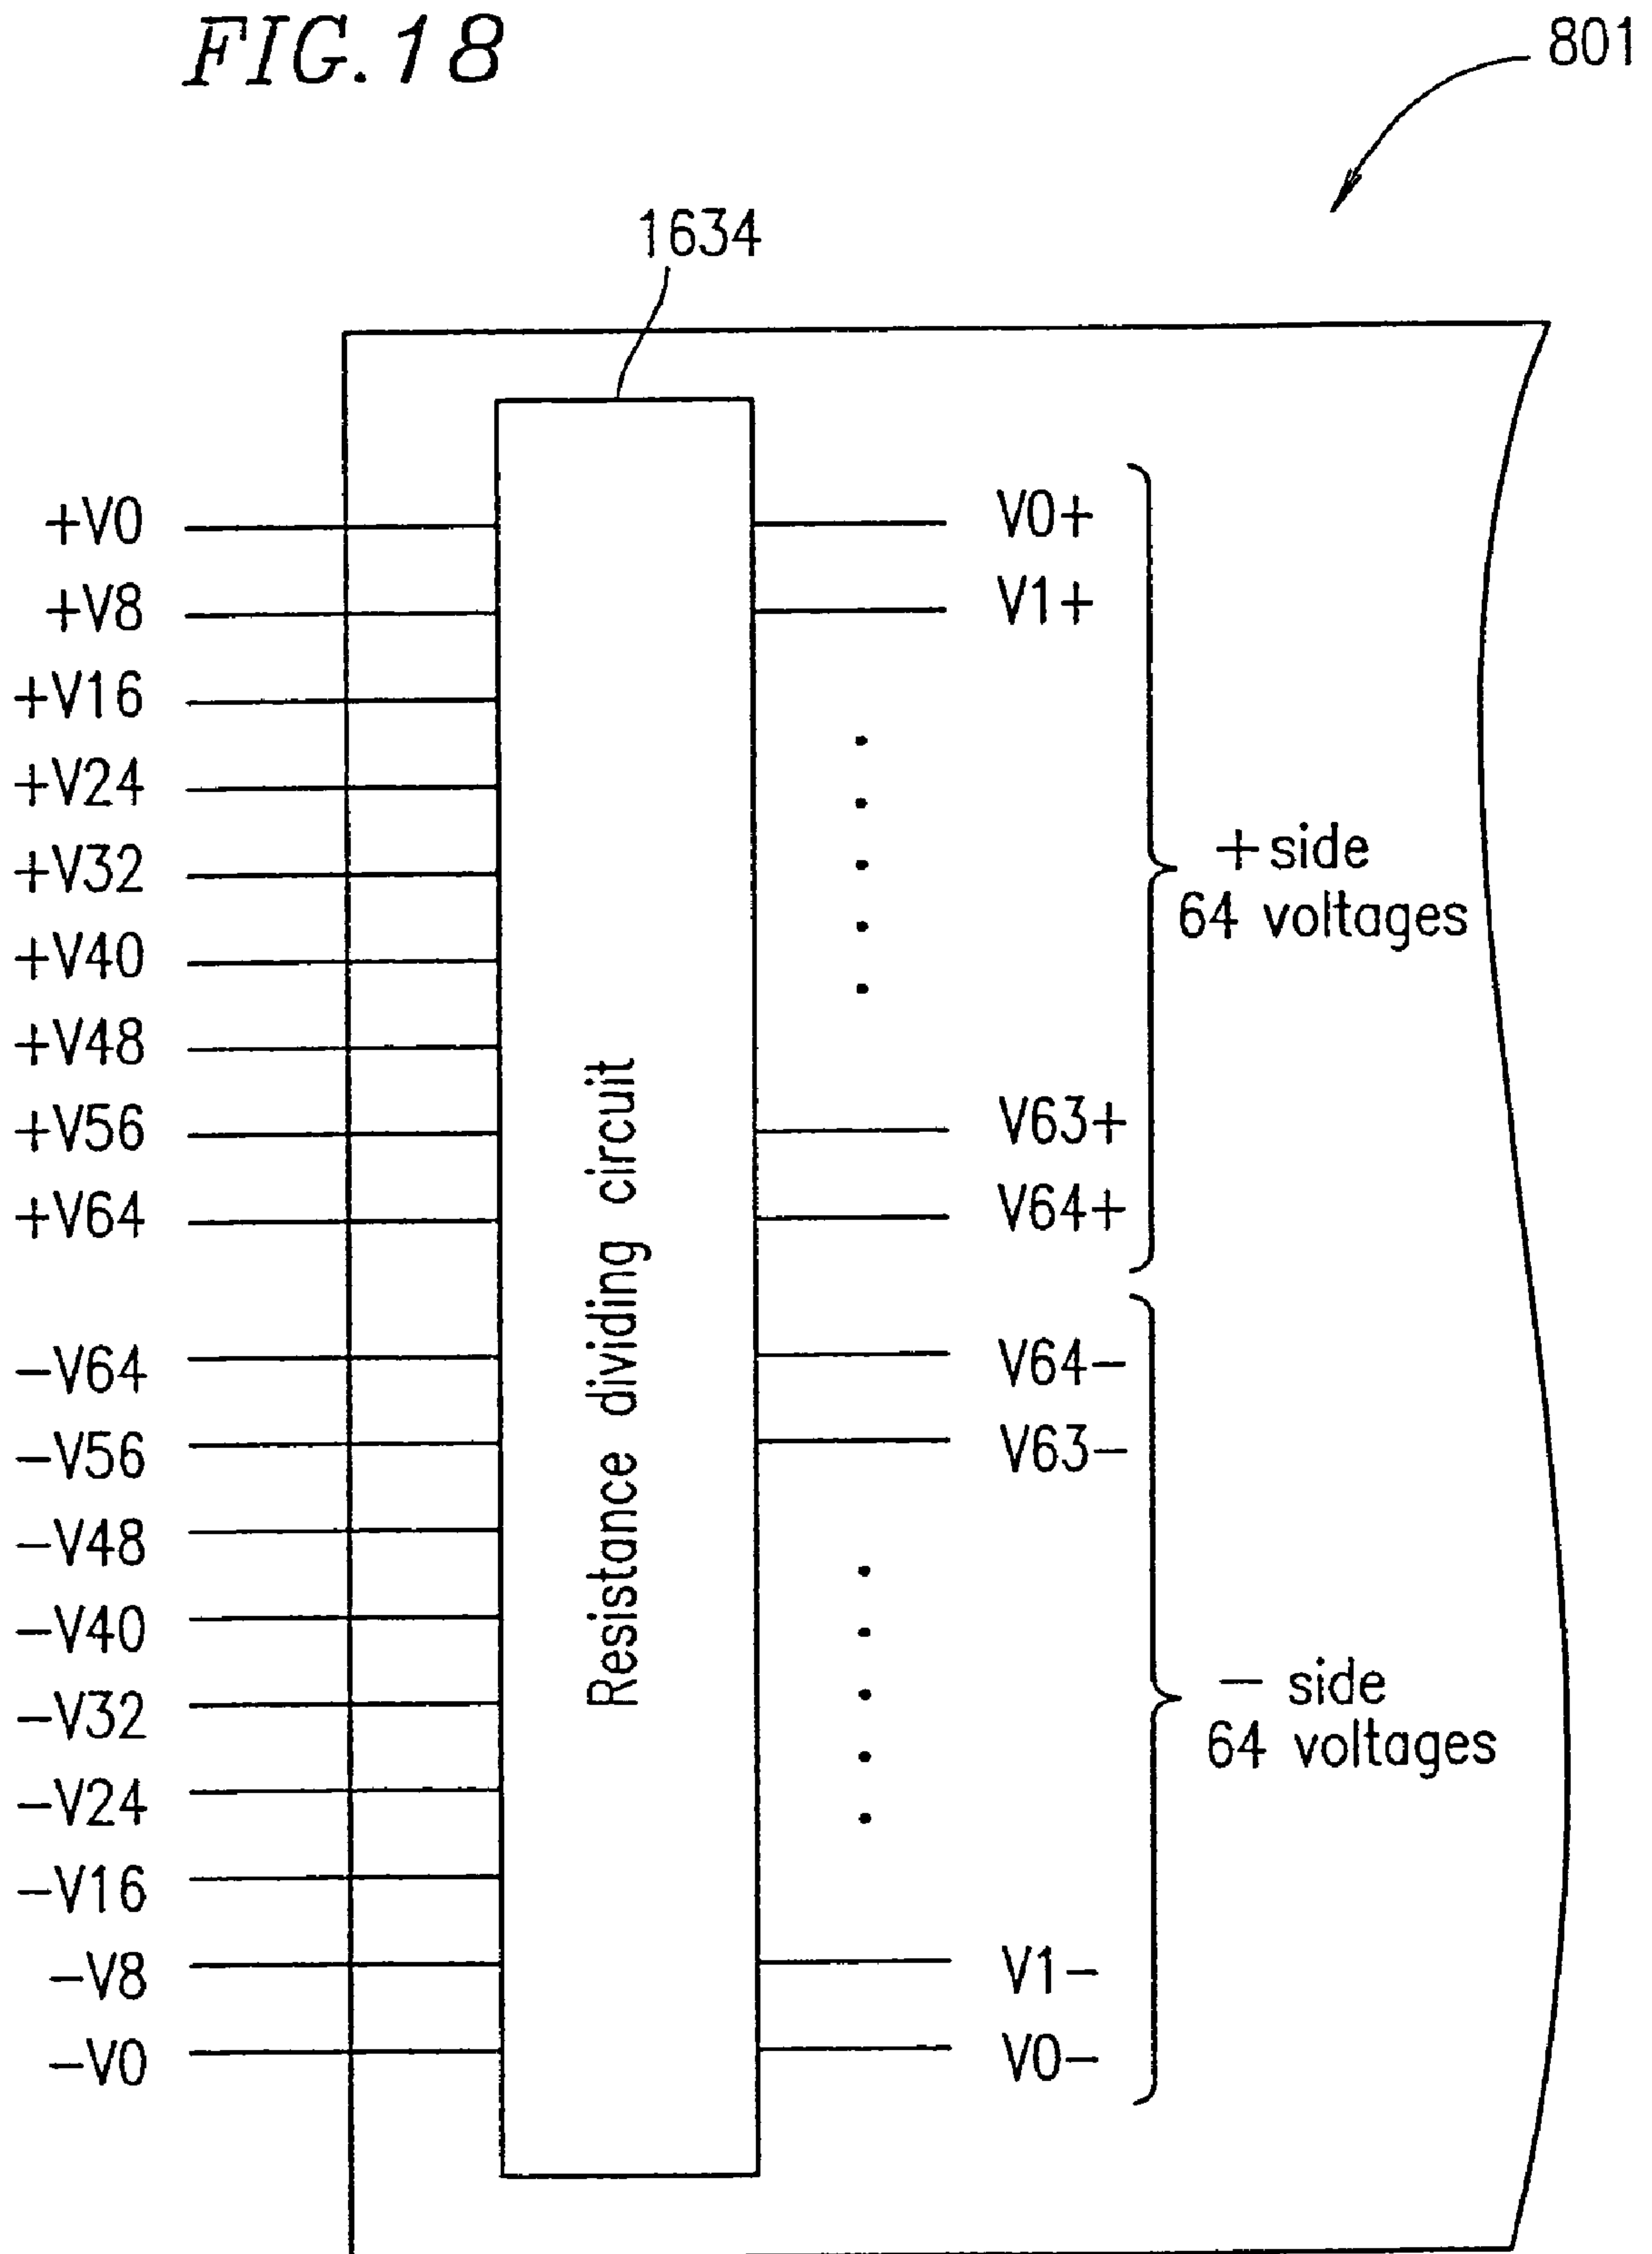 FIG.18
801
1634
+V0
+V8
+V16
+V24
+V32
+V40
+V48
+V56
+V64
-V64
-V56
-V48
-V40
-V32
-V24
-V16
-V8
-V0
Resistance dividing circuit
V0+
V1+
V63+
V64+
V64-
V63-
V1-
V0-
+side
64 voltages
- side
64 voltages